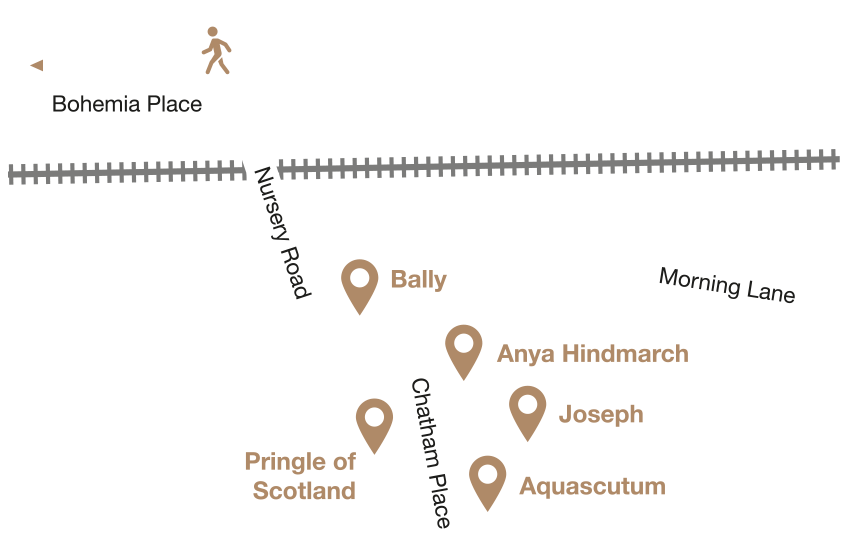 Bohemia Place
Nursery Road
Bally
Morning Lane
Anya Hindmarch
Chatham Place
Joseph
Pringle of
Scotland
Aquascutum